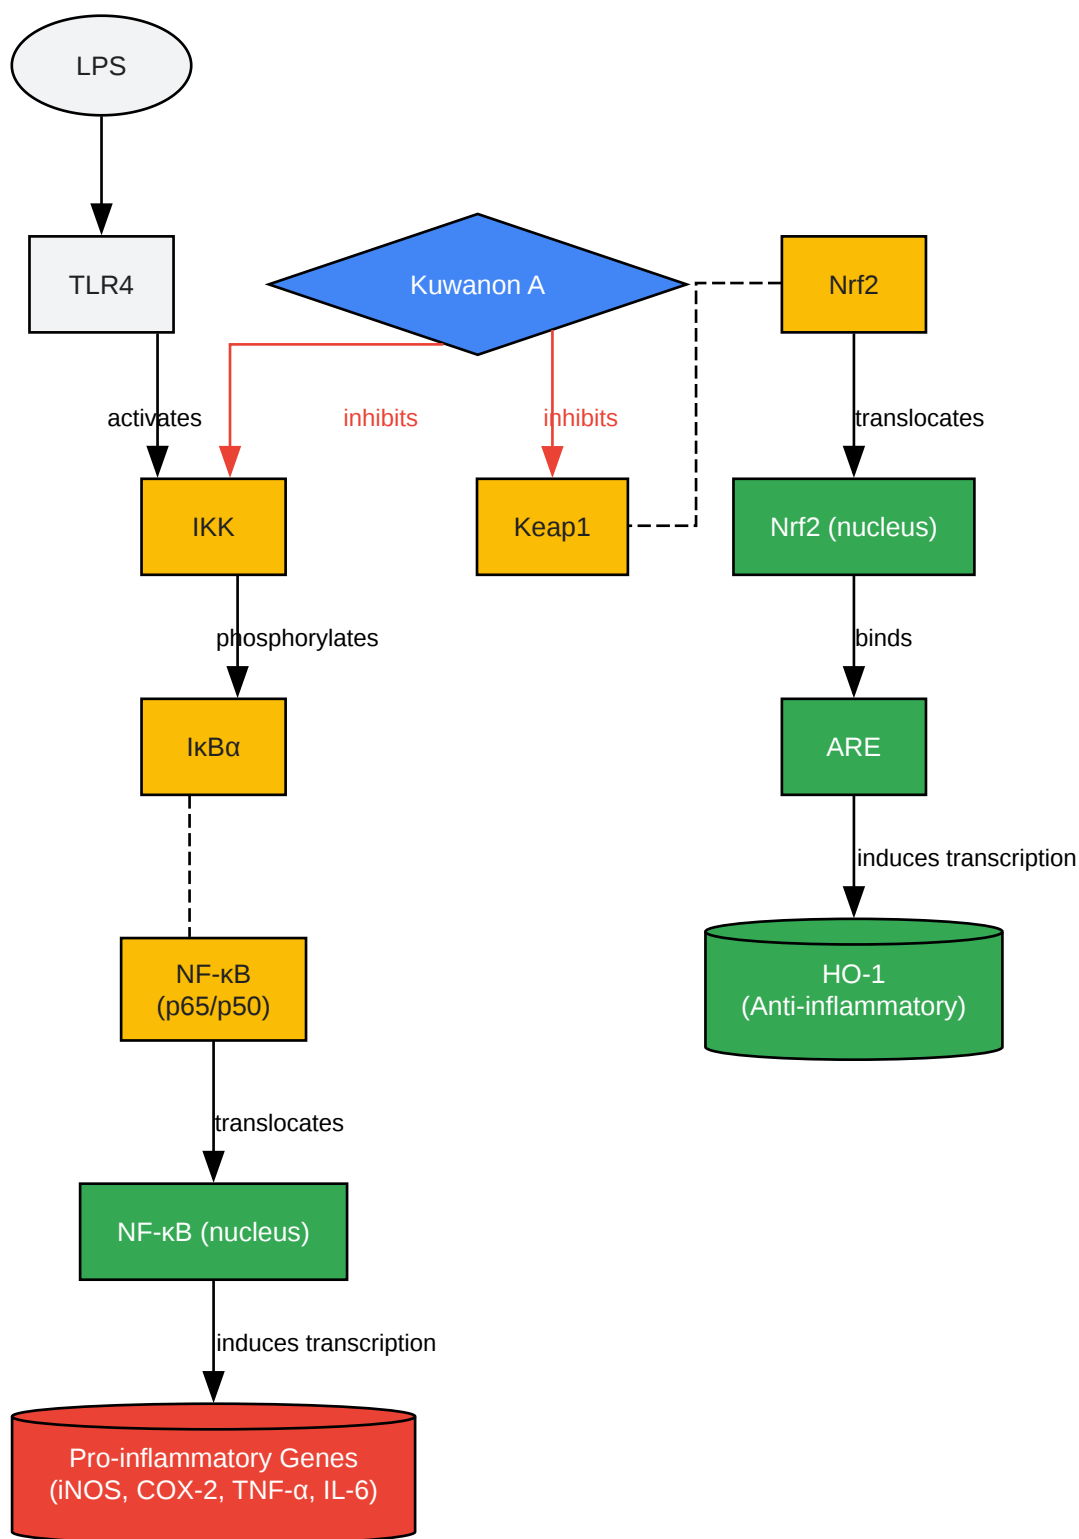 LPS
TLR4
Kuwanon A
Nrf2
activates
inhibits
inhibits
translocates
IKK
Keap1
Nrf2 (nucleus)
phosphorylates
binds
IκBα
ARE
induces transcription
NF-κB
(p65/p50)
HO-1
(Anti-inflammatory)
translocates
NF-κB (nucleus)
induces transcription
Pro-inflammatory Genes
(iNOS, COX-2, TNF-α, IL-6)